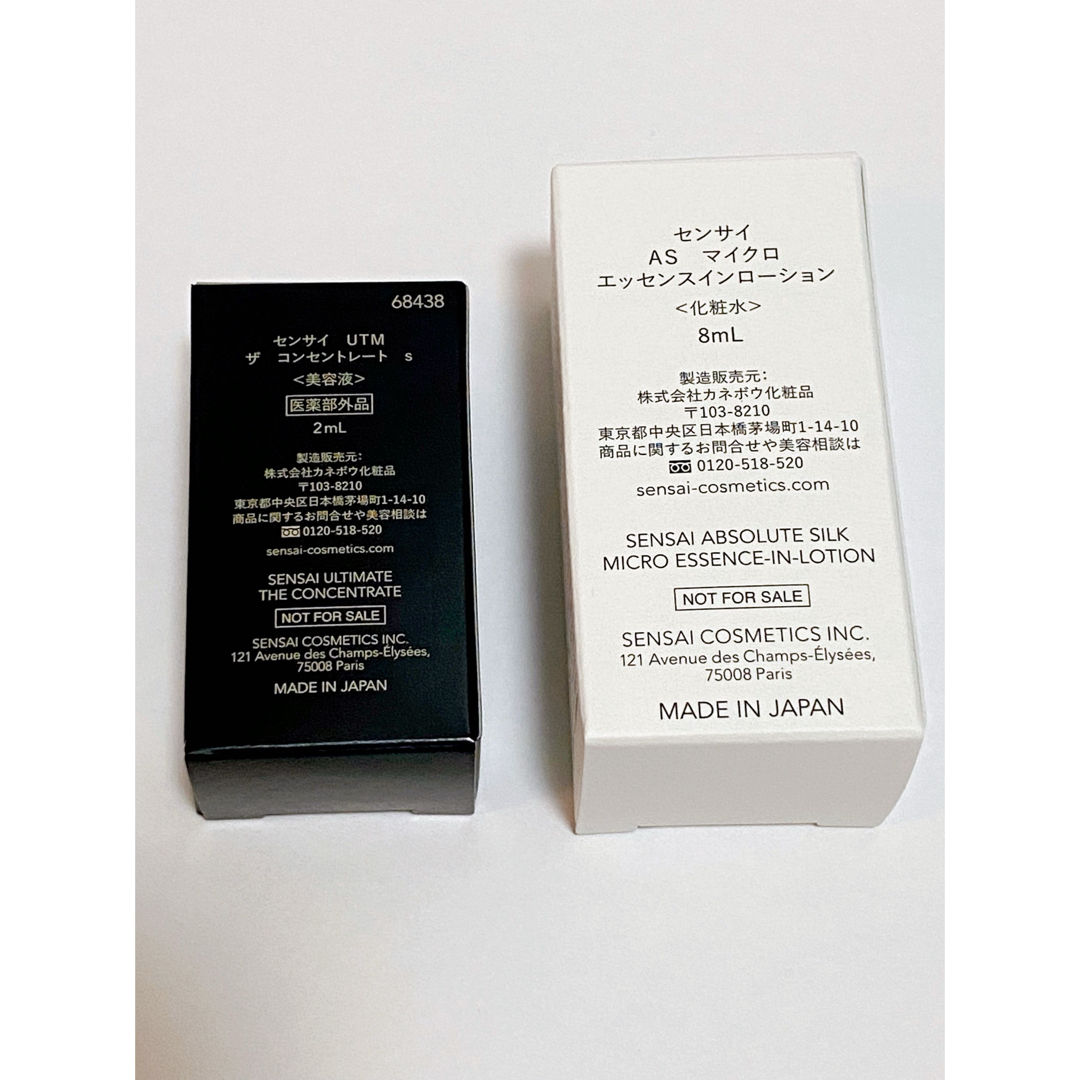 68438
センサイ UTM
ザ コンセントレート s
<美容液>
医薬部外品
2mL
製造販売元:
株式会社カネボウ化粧品
〒103-8210
東京都中央区日本橋茅場町1-14-10
商品に関するお問合せや美容相談は
0120-518-520
sensai-cosmetics.com
SENSAI ULTIMATE
THE CONCENTRATE
NOT FOR SALE
SENSAI COSMETICS INC.
121 Avenue des Champs-Élysées,
75008 Paris
MADE IN JAPAN
センサイ
AS マイクロ
エッセンスインローション
<化粧水>
8mL
製造販売元:
株式会社カネボウ化粧品
〒103-8210
東京都中央区日本橋茅場町1-14-10
商品に関するお問合せや美容相談は
0120-518-520
sensai-cosmetics.com
SENSAI ABSOLUTE SILK
MICRO ESSENCE-IN-LOTION
NOT FOR SALE
SENSAI COSMETICS INC.
121 Avenue des Champs-Élysées,
75008 Paris
MADE IN JAPAN